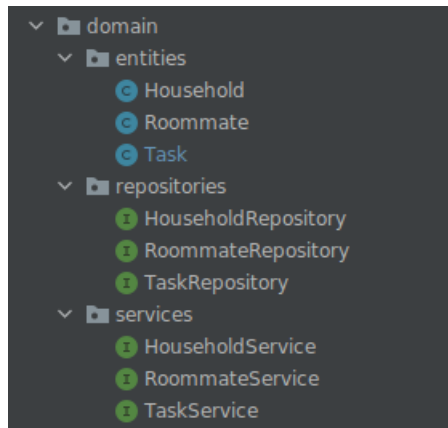 domain
entities
C Household
C Roommate
C Task
repositories
I HouseholdRepository
I RoommateRepository
I TaskRepository
services
I HouseholdService
I RoommateService
I TaskService